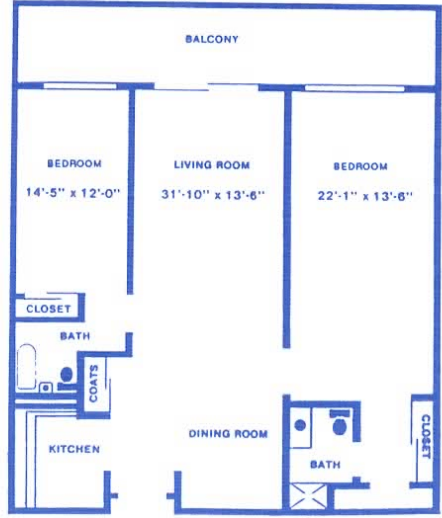 BALCONY
BEDROOM
14'-5" x 12'-0"
LIVING ROOM
31'-10" x 13'-6"
BEDROOM
22'-1" x 13'-6"
CLOSET
BATH
COATS
KITCHEN
DINING ROOM
BATH
CLOSET